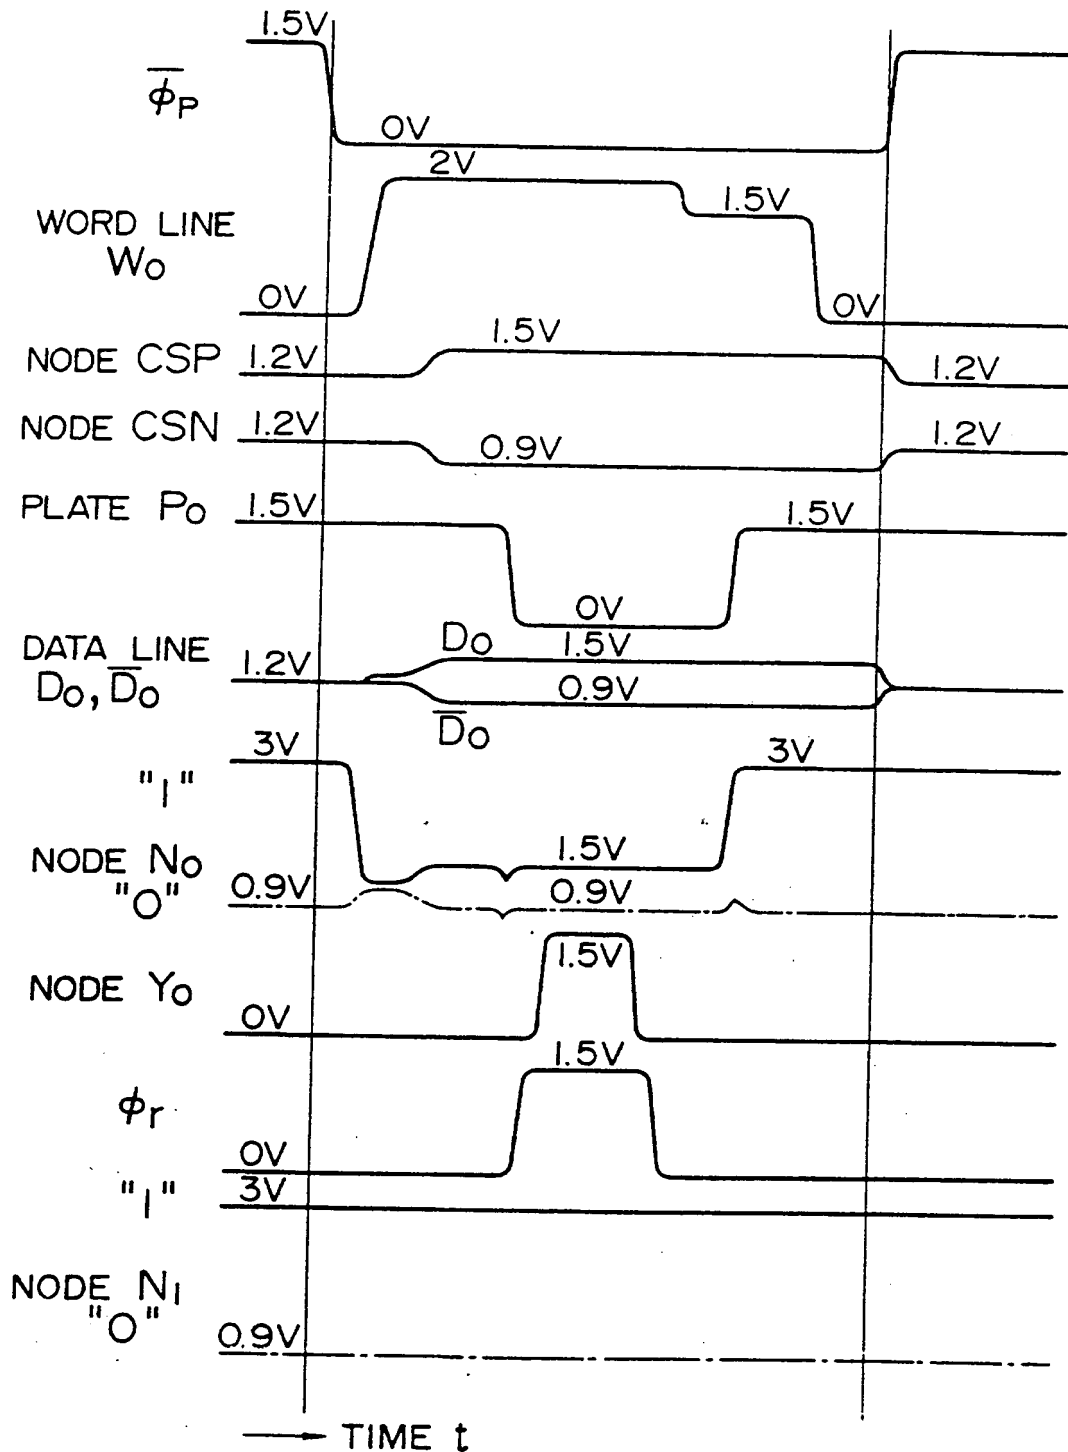 1.5V
φ̅P
0V
2V
1.5V
WORD LINE
W0
0V
0V
1.5V
NODE CSP 1.2V
1.2V
NODE CSN 1.2V
0.9V
1.2V
PLATE P0 1.5V
1.5V
0V
D0 1.5V
DATA LINE
D0, D̅0
1.2V
0.9V
D̅0
3V
3V
"1"
1.5V
NODE N0
"0"
0.9V
0.9V
1.5V
NODE Y0
0V
1.5V
φr
0V
"1" 3V
NODE N1
"0"
0.9V
TIME t